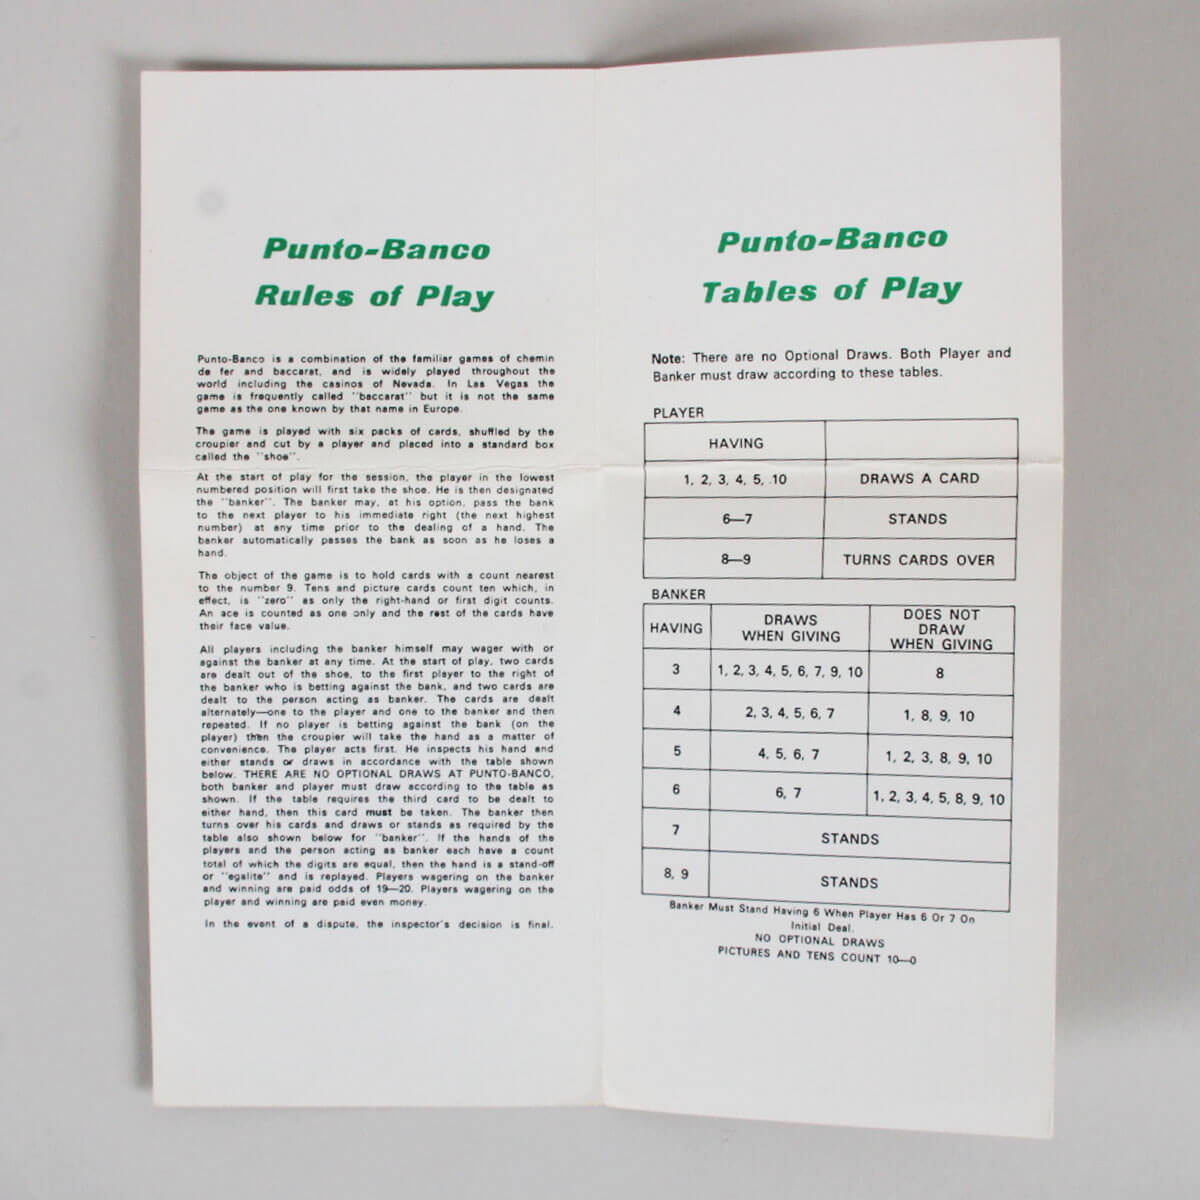 Punto-Banco
Rules of Play
Punto-Banco is a combination of the familiar games of chemin
de fer and baccarat, and is widely played throughout the
world including the casinos of Nevada. In Las Vegas the
game is frequently called "baccarat" but it is not the same
game as the one known by that name in Europe.
The game is played with six packs of cards, shuffled by the
croupier and cut by a player and placed into a standard box
called the "shoe".
At the start of play for the session, the player in the lowest
numbered position will first take the shoe. He is then designated
the "banker". The banker may, at his option, pass the bank
to the next player to his immediate right (the next highest
number) at any time prior to the dealing of a hand. The
banker automatically passes the bank as soon as he loses a
hand.
The object of the game is to hold cards with a count nearest
to the number 9. Tens and picture cards count ten which, in
effect, is "zero" as only the right-hand or first digit counts.
An ace is counted as one only and the rest of the cards have
their face value.
All players including the banker himself may wager with or
against the banker at any time. At the start of play, two cards
are dealt out of the shoe, to the first player to the right of
the banker who is betting against the bank, and two cards are
dealt to the person acting as banker. The cards are dealt
alternately—one to the player and one to the banker and then
repeated. If no player is betting against the bank (on the
player) then the croupier will take the hand as a matter of
convenience. The player acts first. He inspects his hand and
either stands or draws in accordance with the table shown
below. THERE ARE NO OPTIONAL DRAWS AT PUNTO-BANCO,
both banker and player must draw according to the table as
shown. If the table requires the third card to be dealt to
either hand, then this card must be taken. The banker then
turns over his cards and draws or stands as required by the
table also shown below for "banker". If the hands of the
players and the person acting as banker each have a count
total of which the digits are equal, then the hand is a stand-off
or "egalite" and is replayed. Players wagering on the banker
and winning are paid odds of 19—20. Players wagering on the
player and winning are paid even money.
In the event of a dispute, the inspector's decision is final.
Punto-Banco
Tables of Play
Note: There are no Optional Draws. Both Player and
Banker must draw according to these tables.
PLAYER
HAVING
1, 2, 3, 4, 5, 10 DRAWS A CARD
6—7 STANDS
8—9 TURNS CARDS OVER
BANKER
HAVING DRAWS WHEN GIVING DOES NOT DRAW WHEN GIVING
3 1, 2, 3, 4, 5, 6, 7, 9, 10 8
4 2, 3, 4, 5, 6, 7 1, 8, 9, 10
5 4, 5, 6, 7 1, 2, 3, 8, 9, 10
6 6, 7 1, 2, 3, 4, 5, 8, 9, 10
7 STANDS
8, 9 STANDS
Banker Must Stand Having 6 When Player Has 6 Or 7 On
Initial Deal.
NO OPTIONAL DRAWS
PICTURES AND TENS COUNT 10—0